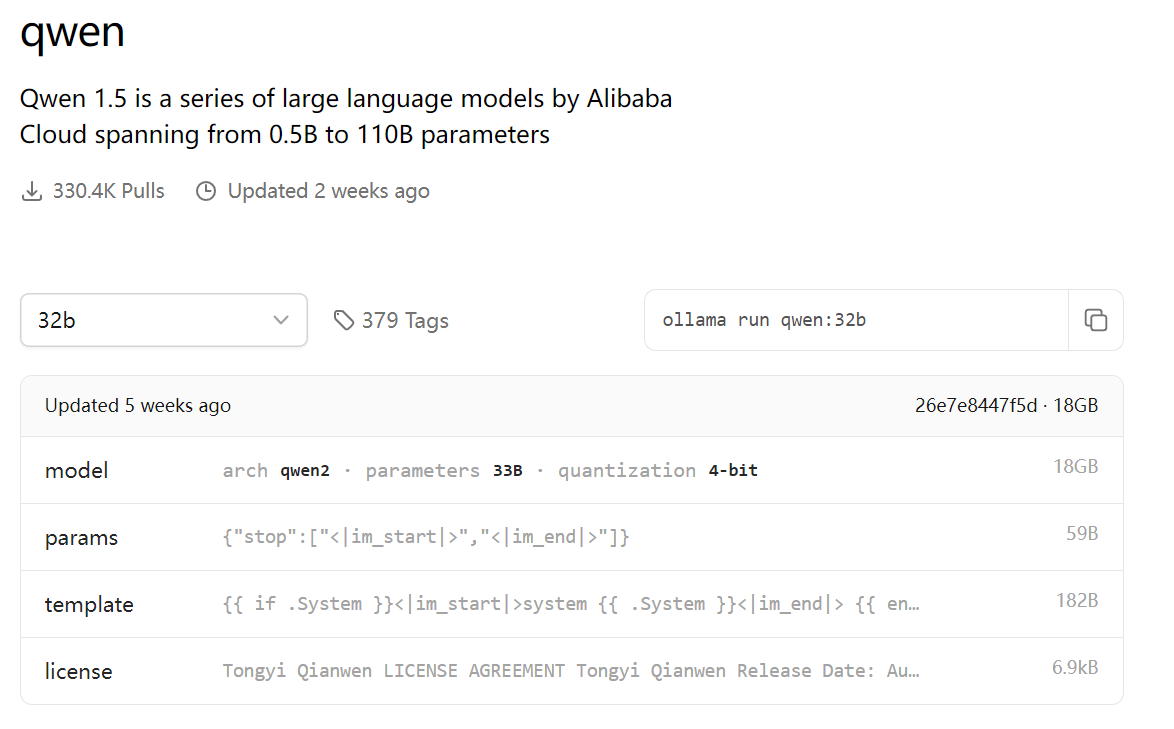 qwen
Qwen 1.5 is a series of large language models by Alibaba
Cloud spanning from 0.5B to 110B parameters
330.4K Pulls Updated 2 weeks ago
32b 379 Tags ollama run qwen:32b
Updated 5 weeks ago 26e7e8447f5d · 18GB
model arch qwen2 · parameters 33B · quantization 4-bit 18GB
params {"stop":["<|im_start|>","<|im_end|>"]} 59B
template {{ if .System }}<|im_start|>system {{ .System }}<|im_end|> {{ en… 182B
license Tongyi Qianwen LICENSE AGREEMENT Tongyi Qianwen Release Date: Au… 6.9kB